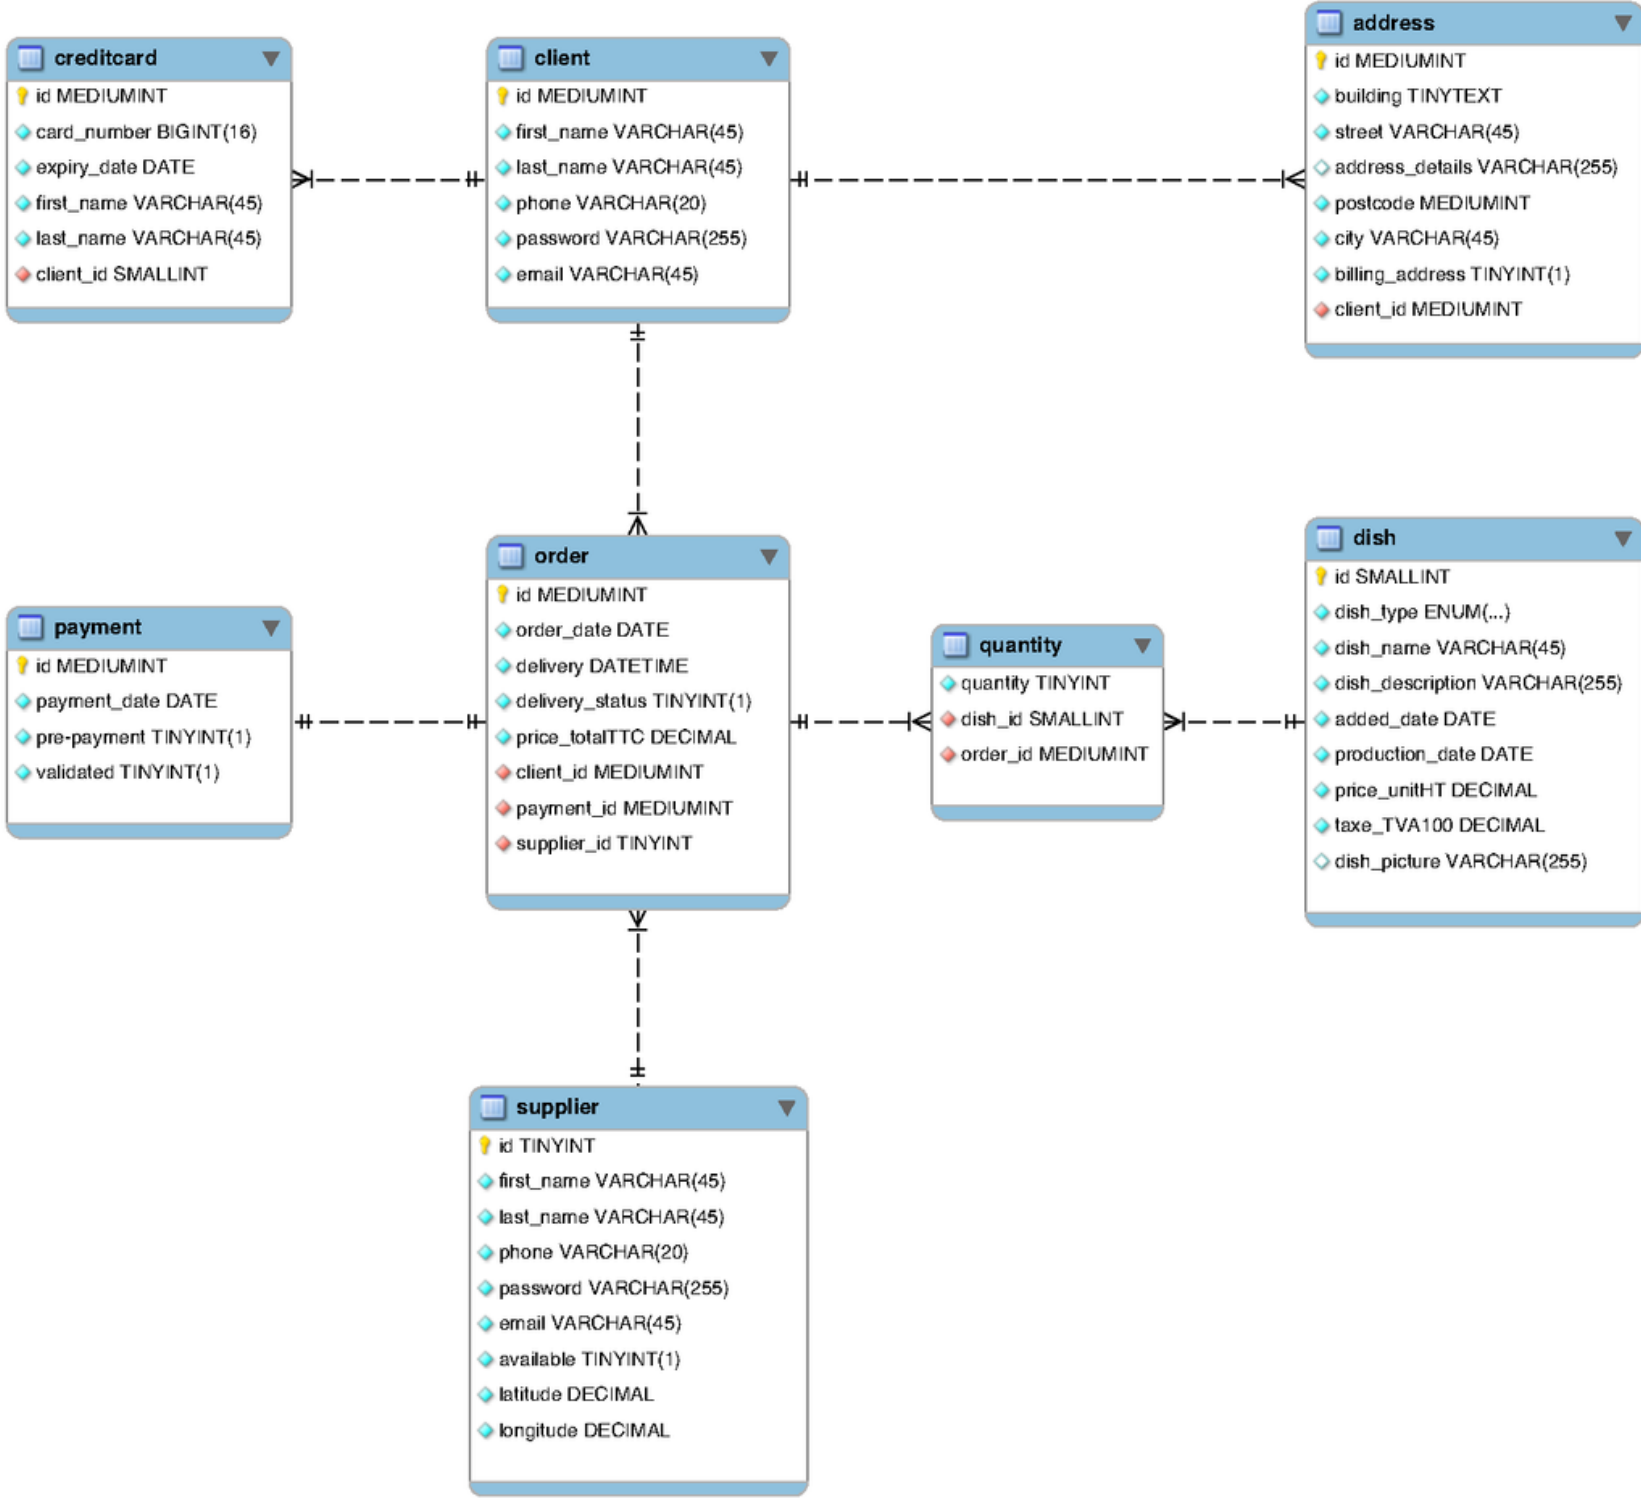 creditcard
id MEDIUMINT
card_number BIGINT(16)
expiry_date DATE
first_name VARCHAR(45)
last_name VARCHAR(45)
client_id SMALLINT
client
id MEDIUMINT
first_name VARCHAR(45)
last_name VARCHAR(45)
phone VARCHAR(20)
password VARCHAR(255)
email VARCHAR(45)
address
id MEDIUMINT
building TINYTEXT
street VARCHAR(45)
address_details VARCHAR(255)
postcode MEDIUMINT
city VARCHAR(45)
billing_address TINYINT(1)
client_id MEDIUMINT
payment
id MEDIUMINT
payment_date DATE
pre-payment TINYINT(1)
validated TINYINT(1)
order
id MEDIUMINT
order_date DATE
delivery DATETIME
delivery_status TINYINT(1)
price_totalTTC DECIMAL
client_id MEDIUMINT
payment_id MEDIUMINT
supplier_id TINYINT
quantity
quantity TINYINT
dish_id SMALLINT
order_id MEDIUMINT
dish
id SMALLINT
dish_type ENUM(...)
dish_name VARCHAR(45)
dish_description VARCHAR(255)
added_date DATE
production_date DATE
price_unitHT DECIMAL
taxe_TVA100 DECIMAL
dish_picture VARCHAR(255)
supplier
id TINYINT
first_name VARCHAR(45)
last_name VARCHAR(45)
phone VARCHAR(20)
password VARCHAR(255)
email VARCHAR(45)
available TINYINT(1)
latitude DECIMAL
longitude DECIMAL